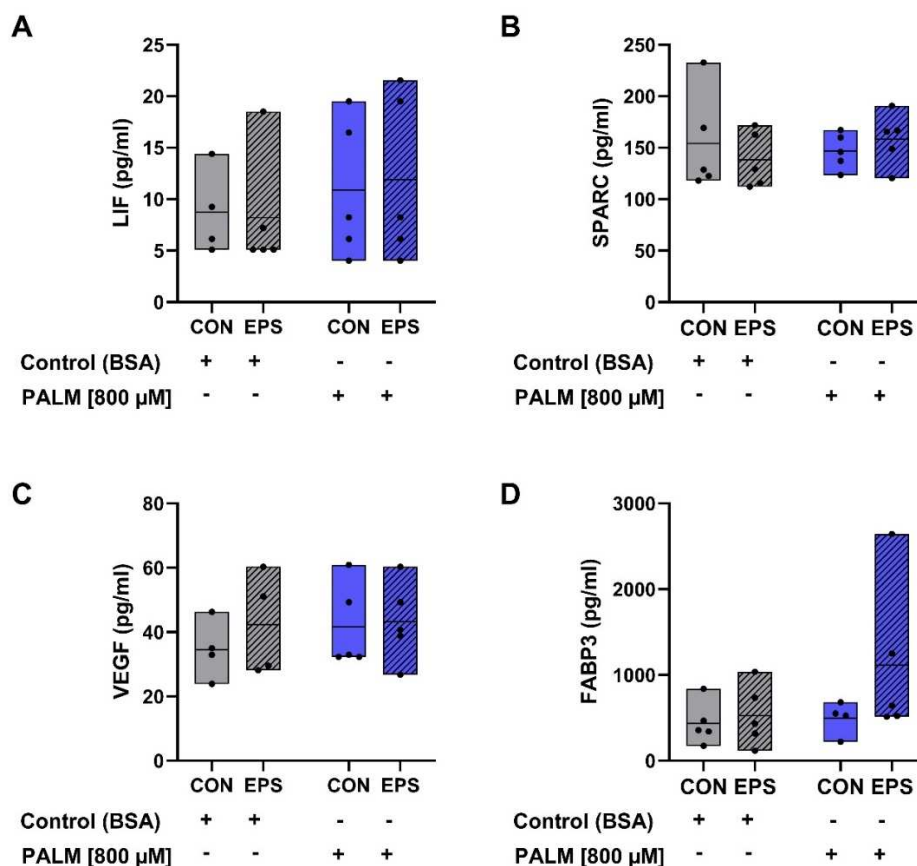 A
LIF (pg/ml)
25
20
15
10
5
0
CON EPS CON EPS
Control (BSA) + + - -
PALM [800 µM] - - + +
B
SPARC (pg/ml)
250
200
150
100
50
0
CON EPS CON EPS
Control (BSA) + + - -
PALM [800 µM] - - + +
C
VEGF (pg/ml)
80
60
40
20
0
CON EPS CON EPS
Control (BSA) + + - -
PALM [800 µM] - - + +
D
FABP3 (pg/ml)
3000
2000
1000
0
CON EPS CON EPS
Control (BSA) + + - -
PALM [800 µM] - - + +